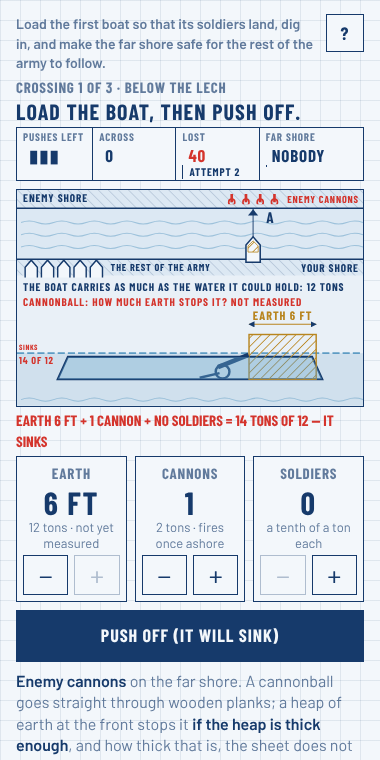 Load the first boat so that its soldiers land, dig
in, and make the far shore safe for the rest of the
army to follow.
?
CROSSING 1 OF 3 · BELOW THE LECH
LOAD THE BOAT, THEN PUSH OFF.
PUSHES LEFT
ACROSS
0
LOST
40
ATTEMPT 2
FAR SHORE
NOBODY
ENEMY SHORE
ENEMY CANNONS
A
THE REST OF THE ARMY
YOUR SHORE
THE BOAT CARRIES AS MUCH AS THE WATER IT COULD HOLD: 12 TONS
CANNONBALL: HOW MUCH EARTH STOPS IT? NOT MEASURED
EARTH 6 FT
SINKS
14 OF 12
EARTH 6 FT + 1 CANNON + NO SOLDIERS = 14 TONS OF 12 — IT
SINKS
EARTH
6 FT
12 tons · not yet
measured
− +
CANNONS
1
2 tons · fires
once ashore
− +
SOLDIERS
0
a tenth of a ton
each
− +
PUSH OFF (IT WILL SINK)
Enemy cannons on the far shore. A cannonball
goes straight through wooden planks; a heap of
earth at the front stops it if the heap is thick
enough, and how thick that is, the sheet does not